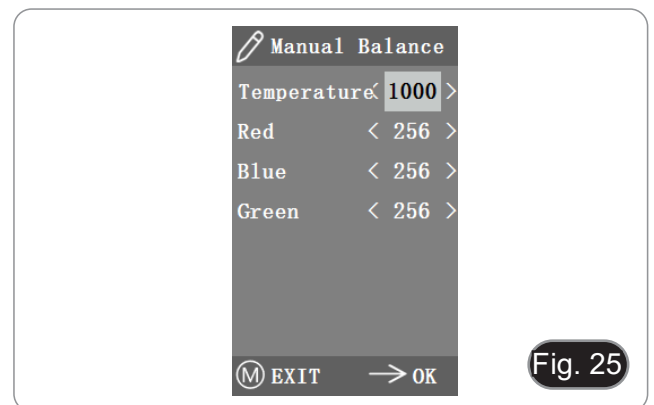 Manual Balance
Temperature < 1000 >
Red < 256 >
Blue < 256 >
Green < 256 >
M EXIT → OK
Fig. 25